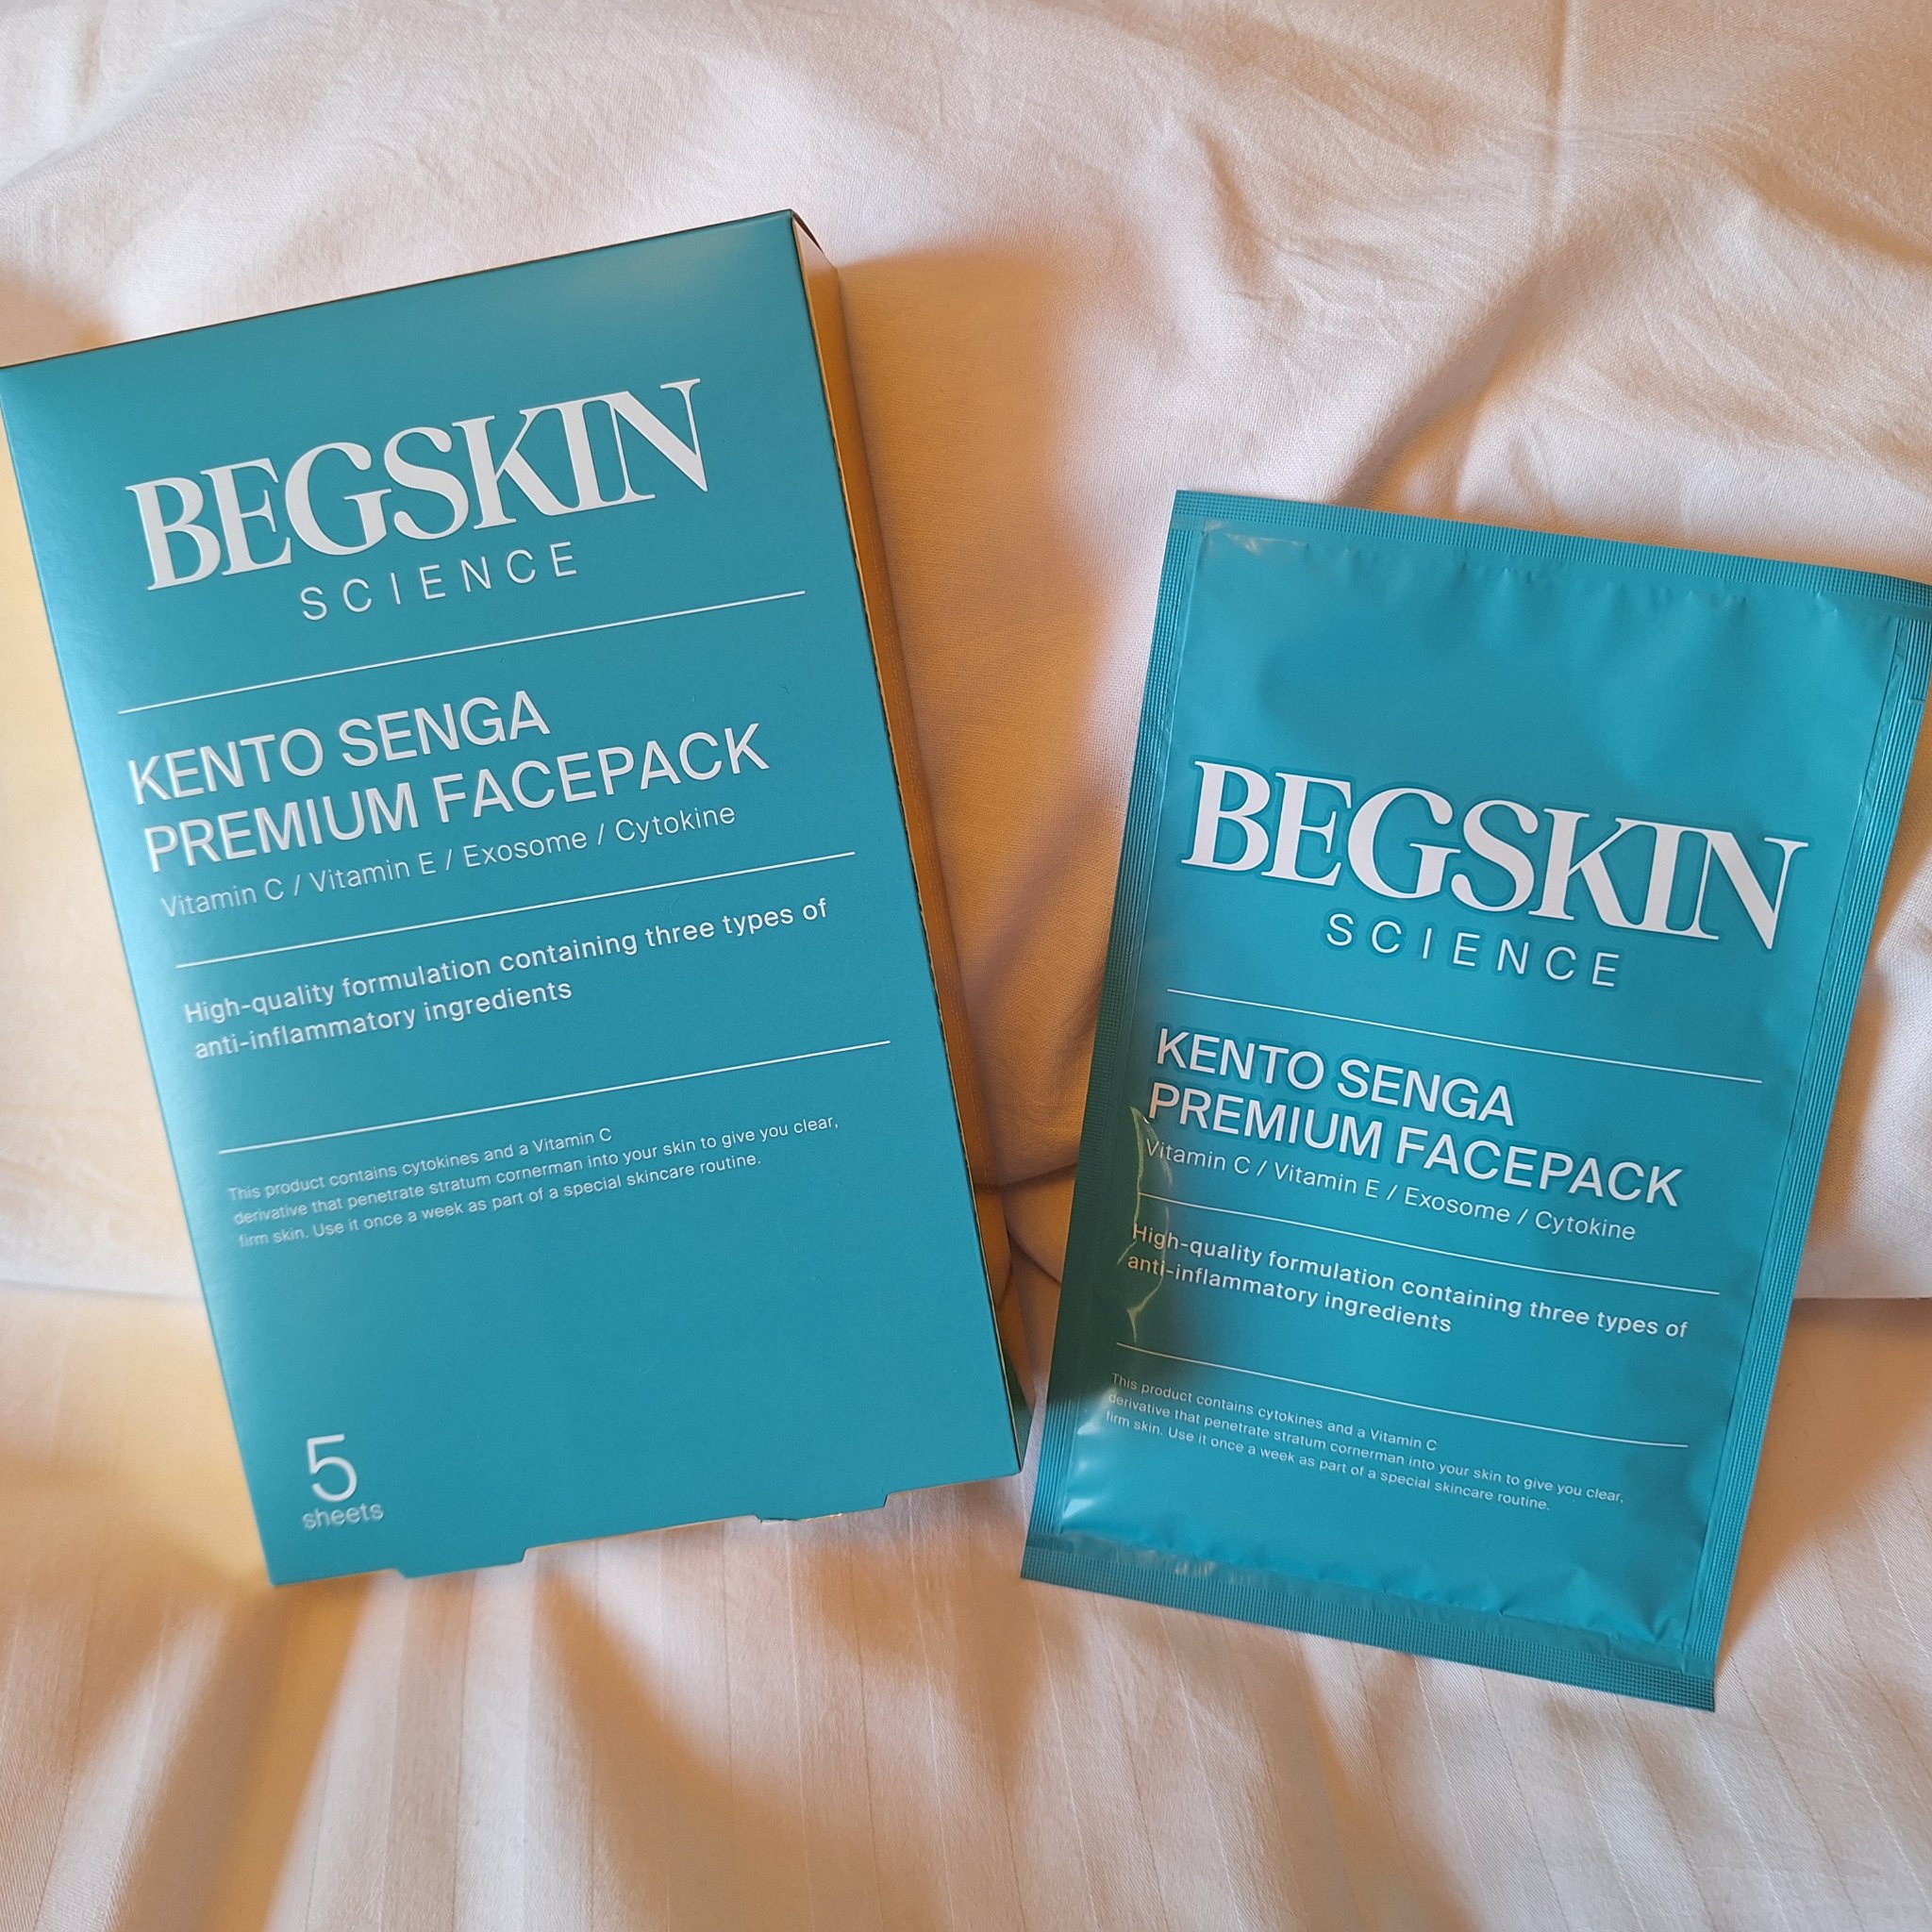 BEGSKIN
SCIENCE
KENTO SENGA
PREMIUM FACEPACK
Vitamin C / Vitamin E / Exosome / Cytokine
High-quality formulation containing three types of
anti-inflammatory ingredients
This product contains cytokines and a Vitamin C
derivative that penetrate stratum cornerman into your skin to give you clear,
firm skin. Use it once a week as part of a special skincare routine.
5
sheets
BEGSKIN
SCIENCE
KENTO SENGA
PREMIUM FACEPACK
Vitamin C / Vitamin E / Exosome / Cytokine
High-quality formulation containing three types of
anti-inflammatory ingredients
This product contains cytokines and a Vitamin C
derivative that penetrate stratum cornerman into your skin to give you clear,
firm skin. Use it once a week as part of a special skincare routine.